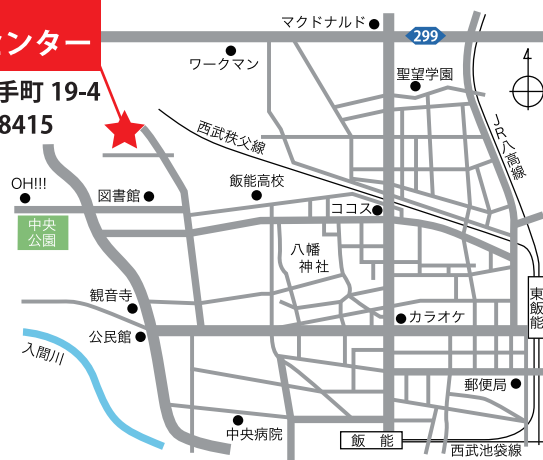 センター
手町 19-4
8415
マクドナルド
299
ワークマン
聖望学園
4
西武秩父線
JR八高線
OH!!!
図書館
飯能高校
ココス
中央
公園
八幡
神社
観音寺
カラオケ
東飯能
公民館
入間川
郵便局
中央病院
飯 能
西武池袋線